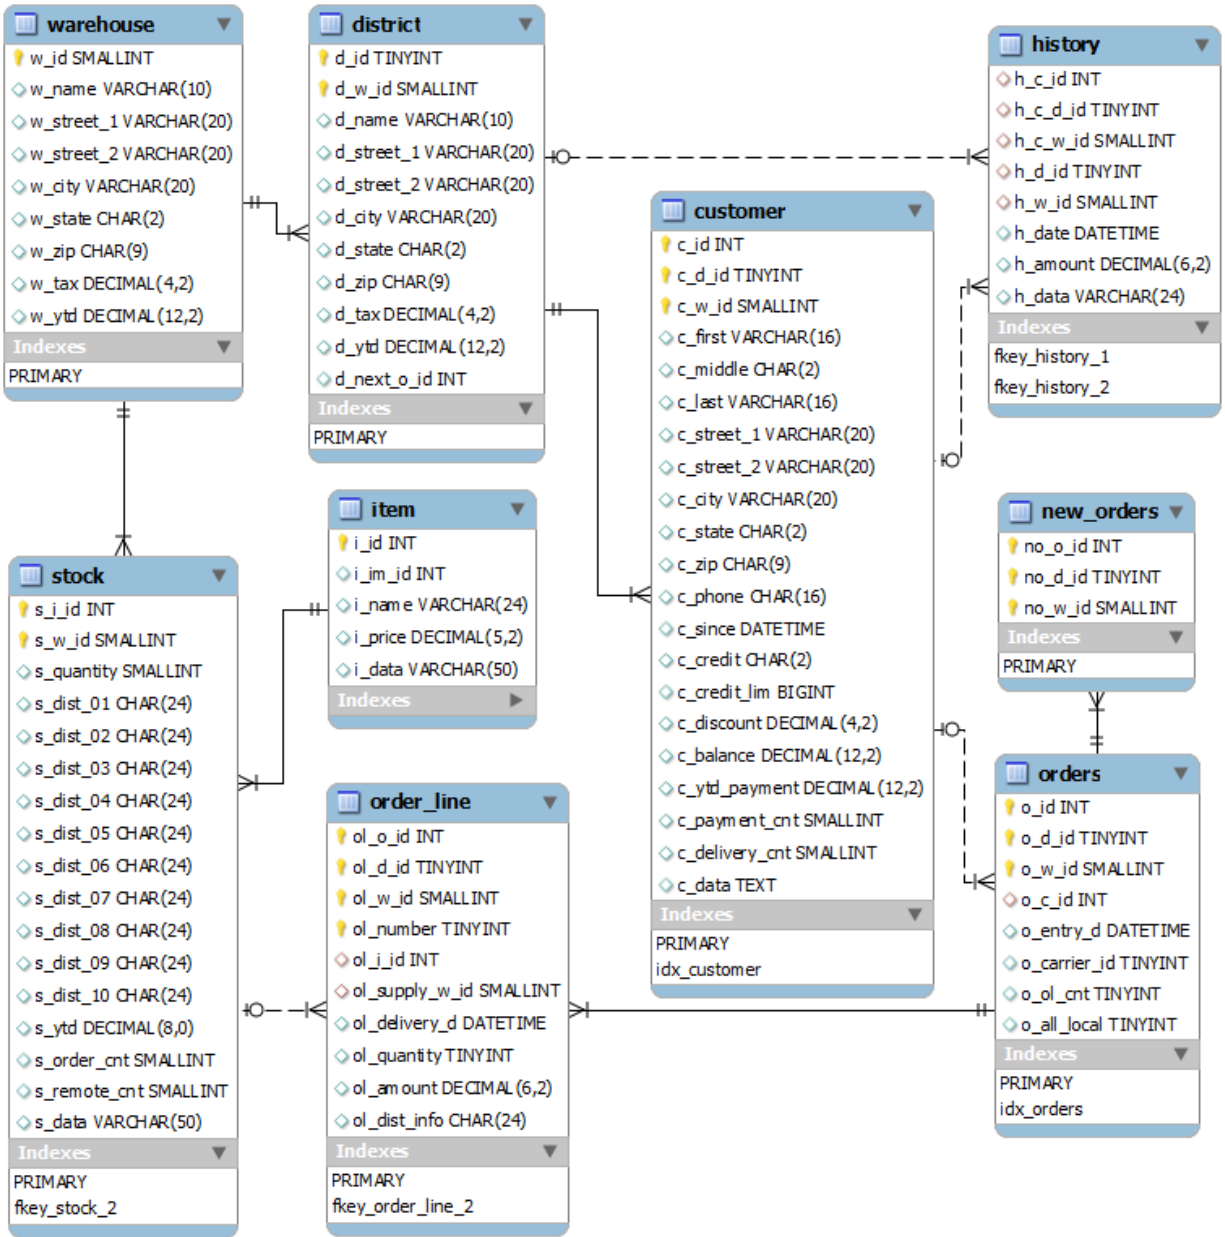 warehouse
w_id SMALLINT
w_name VARCHAR(10)
w_street_1 VARCHAR(20)
w_street_2 VARCHAR(20)
w_city VARCHAR(20)
w_state CHAR(2)
w_zip CHAR(9)
w_tax DECIMAL(4,2)
w_ytd DECIMAL(12,2)
Indexes
PRIMARY
district
d_id TINYINT
d_w_id SMALLINT
d_name VARCHAR(10)
d_street_1 VARCHAR(20)
d_street_2 VARCHAR(20)
d_city VARCHAR(20)
d_state CHAR(2)
d_zip CHAR(9)
d_tax DECIMAL(4,2)
d_ytd DECIMAL(12,2)
d_next_o_id INT
Indexes
PRIMARY
history
h_c_id INT
h_c_d_id TINYINT
h_c_w_id SMALLINT
h_d_id TINYINT
h_w_id SMALLINT
h_date DATETIME
h_amount DECIMAL(6,2)
h_data VARCHAR(24)
Indexes
fkey_history_1
fkey_history_2
customer
c_id INT
c_d_id TINYINT
c_w_id SMALLINT
c_first VARCHAR(16)
c_middle CHAR(2)
c_last VARCHAR(16)
c_street_1 VARCHAR(20)
c_street_2 VARCHAR(20)
c_city VARCHAR(20)
c_state CHAR(2)
c_zip CHAR(9)
c_phone CHAR(16)
c_since DATETIME
c_credit CHAR(2)
c_credit_lim BIGINT
c_discount DECIMAL(4,2)
c_balance DECIMAL(12,2)
c_ytd_payment DECIMAL(12,2)
c_payment_cnt SMALLINT
c_delivery_cnt SMALLINT
c_data TEXT
Indexes
PRIMARY
idx_customer
item
i_id INT
i_im_id INT
i_name VARCHAR(24)
i_price DECIMAL(5,2)
i_data VARCHAR(50)
Indexes
new_orders
no_o_id INT
no_d_id TINYINT
no_w_id SMALLINT
Indexes
PRIMARY
stock
s_i_id INT
s_w_id SMALLINT
s_quantity SMALLINT
s_dist_01 CHAR(24)
s_dist_02 CHAR(24)
s_dist_03 CHAR(24)
s_dist_04 CHAR(24)
s_dist_05 CHAR(24)
s_dist_06 CHAR(24)
s_dist_07 CHAR(24)
s_dist_08 CHAR(24)
s_dist_09 CHAR(24)
s_dist_10 CHAR(24)
s_ytd DECIMAL(8,0)
s_order_cnt SMALLINT
s_remote_cnt SMALLINT
s_data VARCHAR(50)
Indexes
PRIMARY
fkey_stock_2
order_line
ol_o_id INT
ol_d_id TINYINT
ol_w_id SMALLINT
ol_number TINYINT
ol_i_id INT
ol_supply_w_id SMALLINT
ol_delivery_d DATETIME
ol_quantity TINYINT
ol_amount DECIMAL(6,2)
ol_dist_info CHAR(24)
Indexes
PRIMARY
fkey_order_line_2
orders
o_id INT
o_d_id TINYINT
o_w_id SMALLINT
o_c_id INT
o_entry_d DATETIME
o_carrier_id TINYINT
o_ol_cnt TINYINT
o_all_local TINYINT
Indexes
PRIMARY
idx_orders